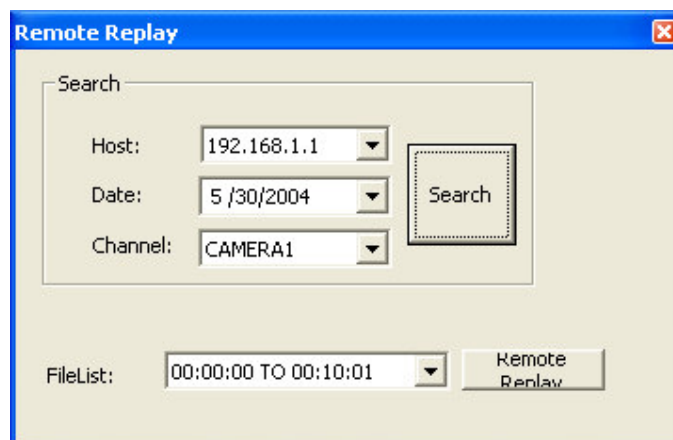 Remote Replay
Search
Host: 192.168.1.1
Date: 5 /30/2004
Search
Channel: CAMERA1
FileList: 00:00:00 TO 00:10:01
Remote
Replay